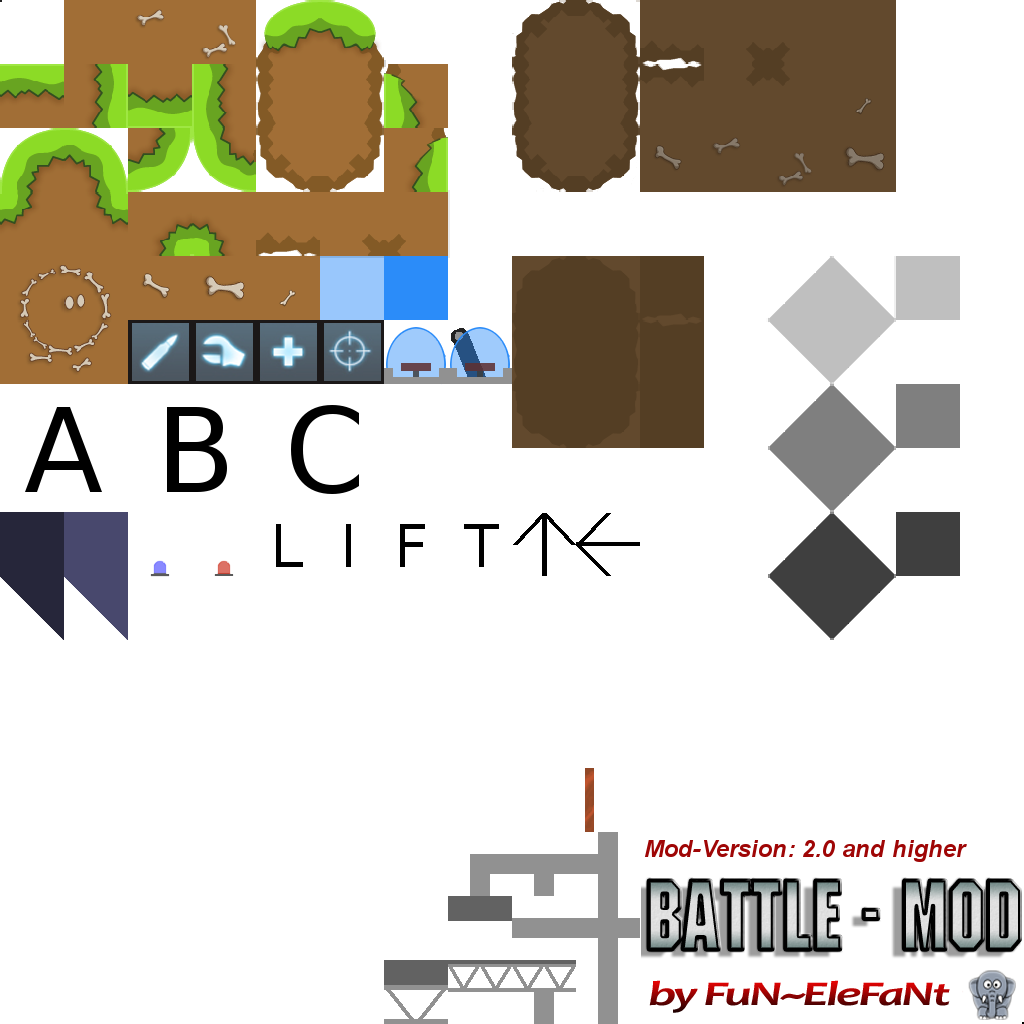 A B C
L I F T
Mod-Version: 2.0 and higher
BATTLE - MOD
by FuN~EleFaNt